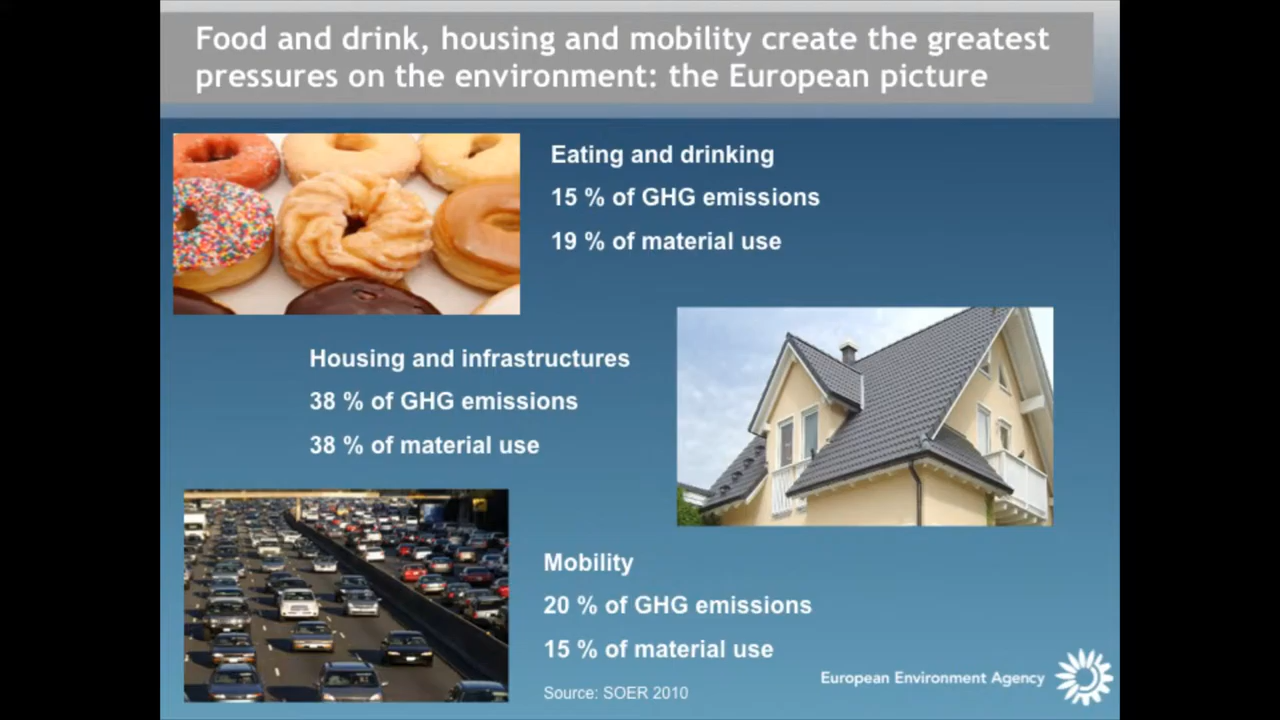 Food and drink, housing and mobility create the greatest
pressures on the environment: the European picture
Eating and drinking
15 % of GHG emissions
19 % of material use
Housing and infrastructures
38 % of GHG emissions
38 % of material use
Mobility
20 % of GHG emissions
15 % of material use
Source: SOER 2010
European Environment Agency